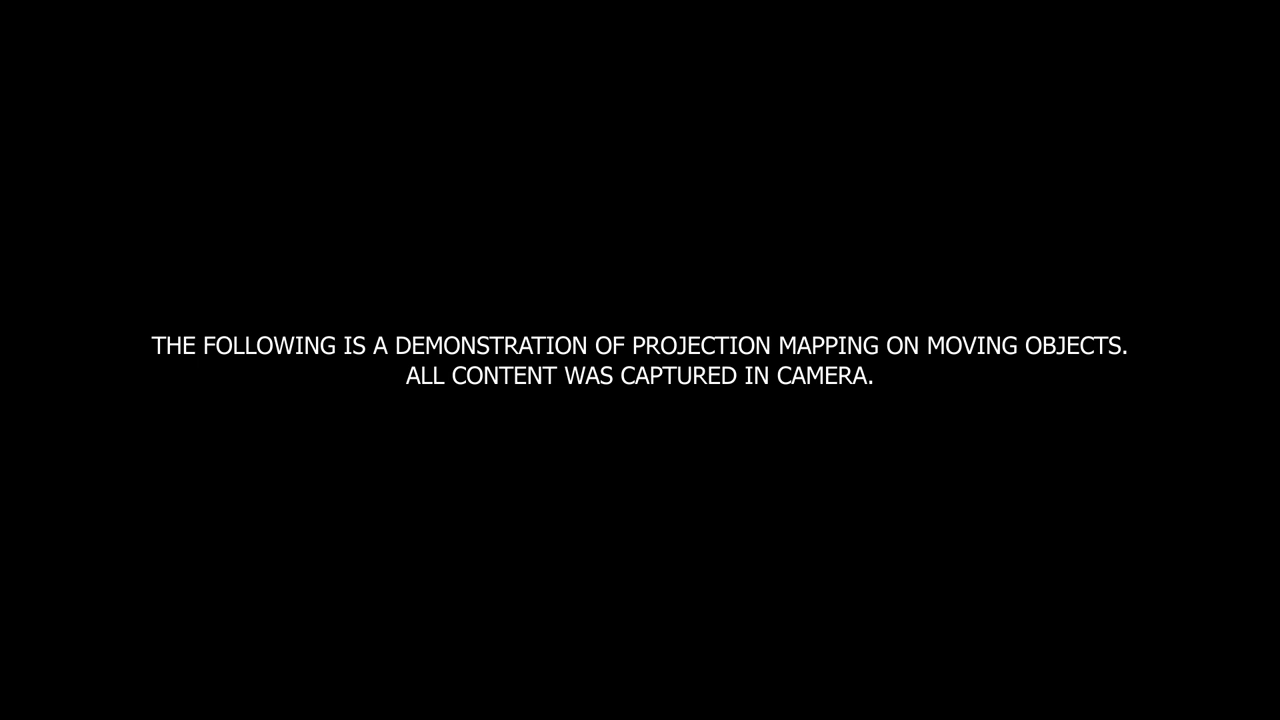 THE FOLLOWING IS A DEMONSTRATION OF PROJECTION MAPPING ON MOVING OBJECTS.
ALL CONTENT WAS CAPTURED IN CAMERA.